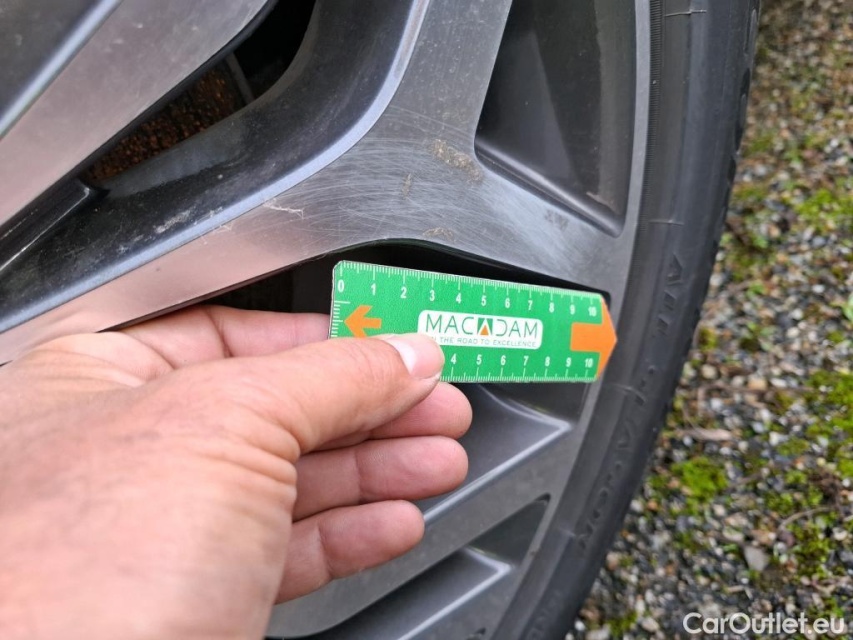 0 1 2 3 4 5 6 7 8 9 10
MACADAM
THE ROAD TO EXCELLENCE
4 5 6 7 8 9 10
CarOutlet.eu